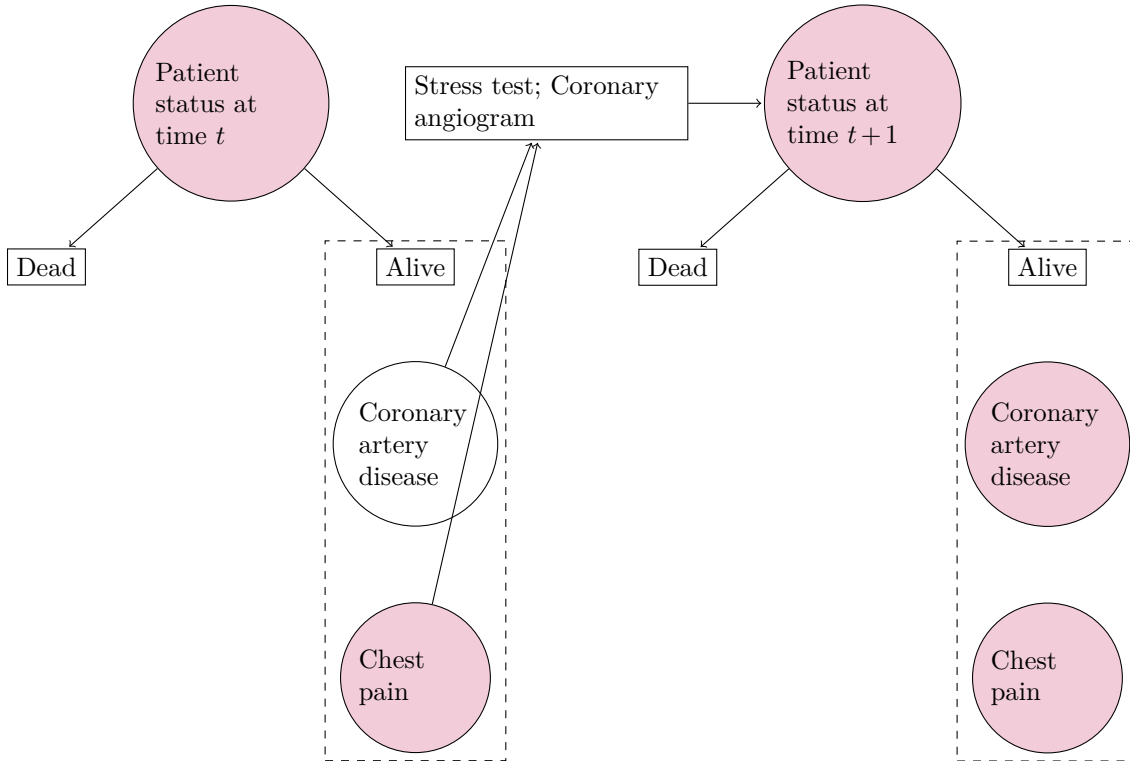 Patient
status at
time t
Stress test; Coronary
angiogram
Patient
status at
time t + 1
Dead
Alive
Dead
Alive
Coronary
artery
disease
Coronary
artery
disease
Chest
pain
Chest
pain